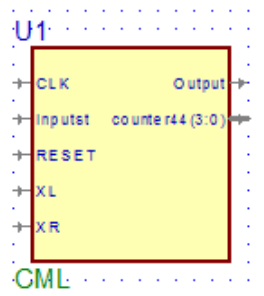 U1
CLK Output
Inputst counter44(3:0)
RESET
XL
XR
CML